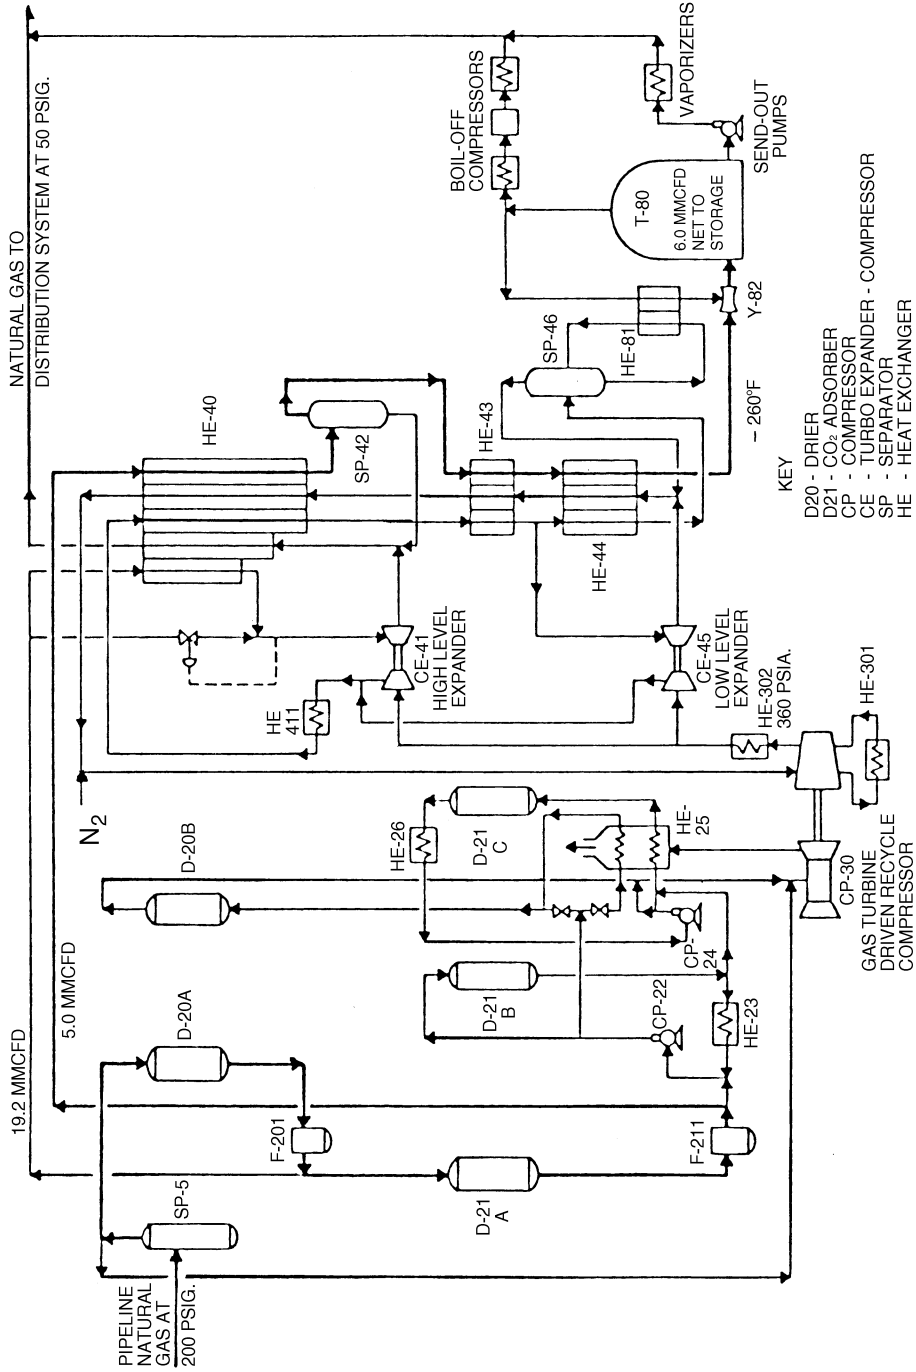 PIPELINE
NATURAL
GAS AT
200 PSIG.
SP-5
19.2 MMCFD
5.0 MMCFD
D-20A
F-201
D-21
A
F-211
D-20B
N2
HE-26
D-21
B
D-21
C
CP-22
CP-
24
HE-23
HE-
25
CP-30
GAS TURBINE
DRIVEN RECYCLE
COMPRESSOR
HE-301
HE-302
360 PSIA.
HE
411
CE-41
HIGH LEVEL
EXPANDER
CE-45
LOW LEVEL
EXPANDER
NATURAL GAS TO
DISTRIBUTION SYSTEM AT 50 PSIG.
HE-40
SP-42
HE-43
HE-44
SP-46
HE-81
– 260°F
Y-82
BOIL-OFF
COMPRESSORS
T-80
6.0 MMCFD
NET TO
STORAGE
VAPORIZERS
SEND-OUT
PUMPS
KEY
D20 - DRIER
D21 - CO₂ ADSORBER
CP - COMPRESSOR
CE - TURBO EXPANDER - COMPRESSOR
SP - SEPARATOR
HE - HEAT EXCHANGER